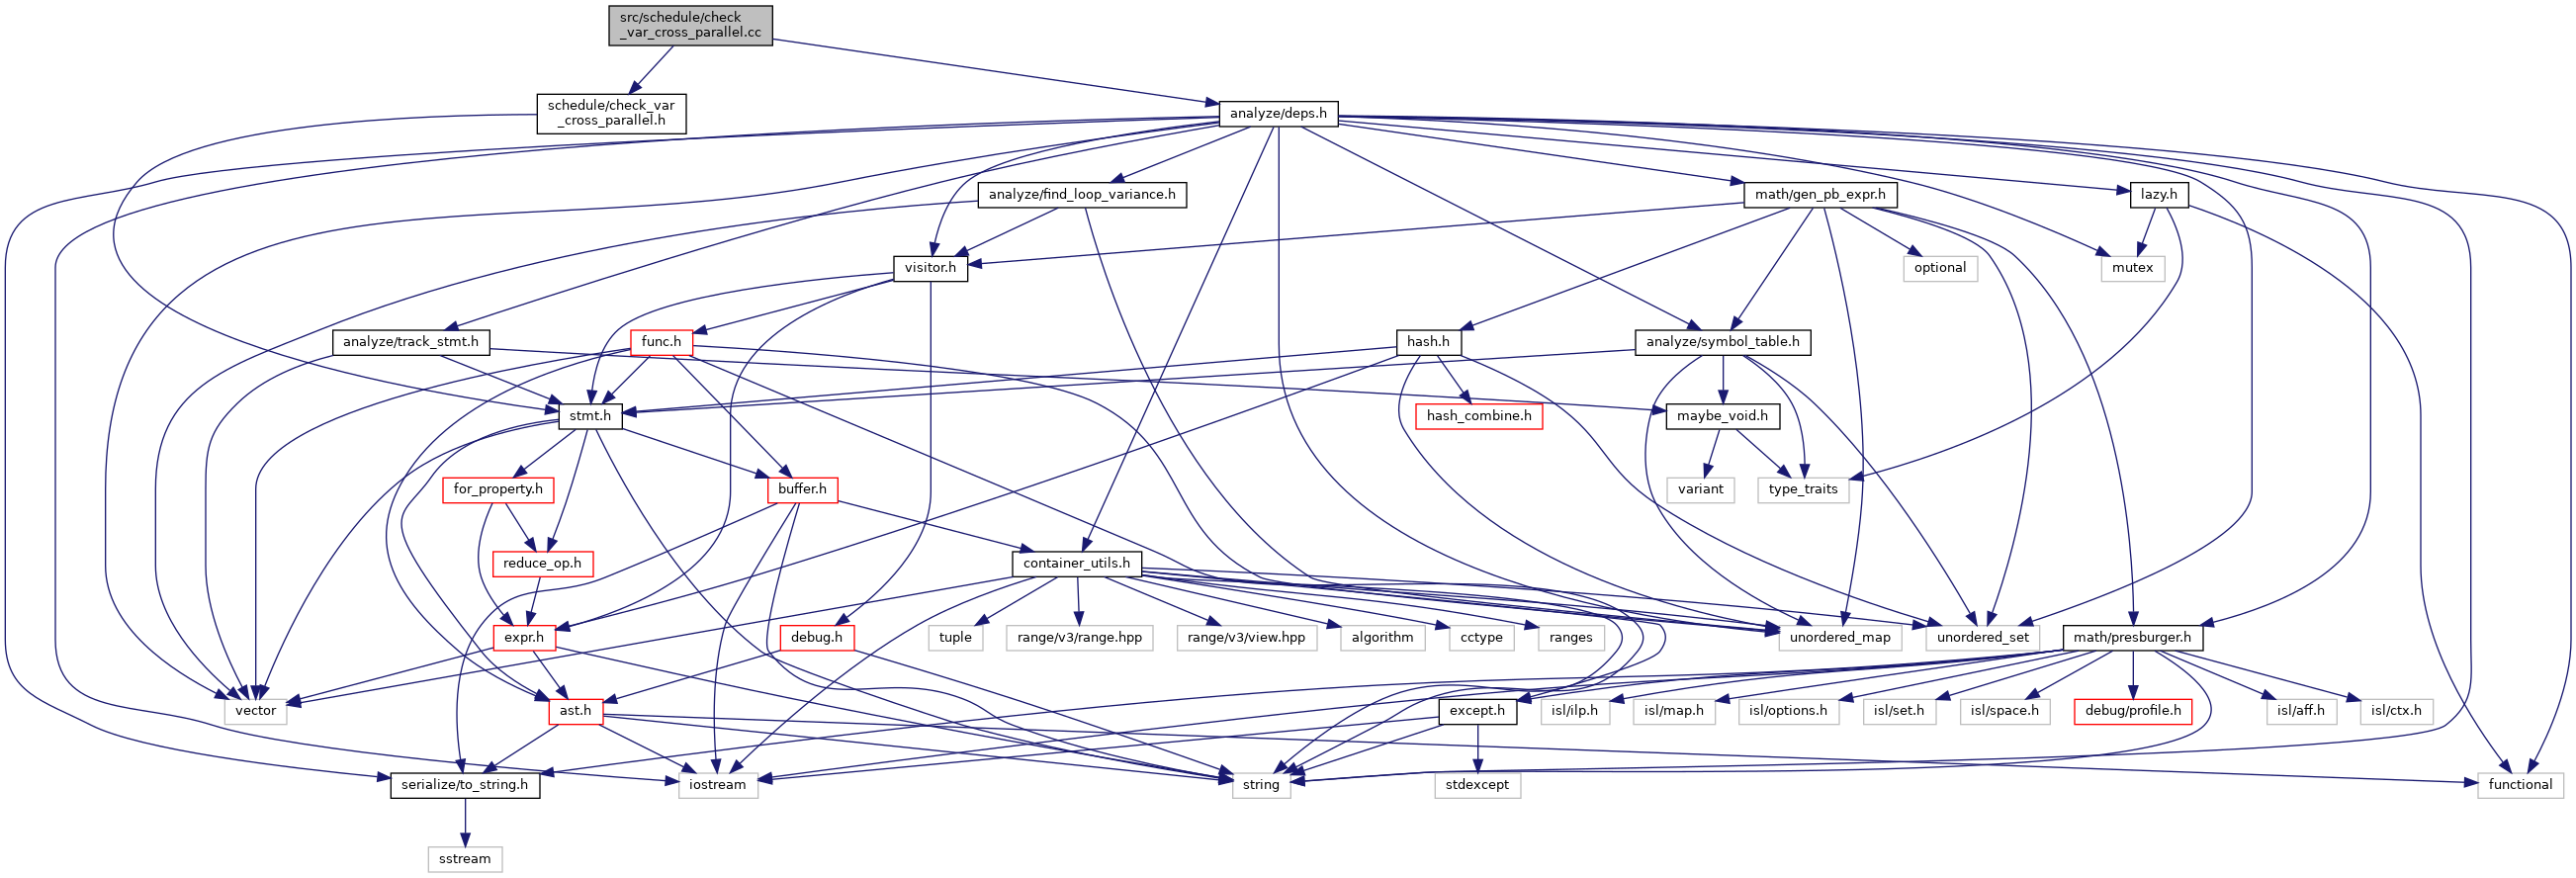 src/schedule/check
_var_cross_parallel.cc
schedule/check_var
_cross_parallel.h
analyze/deps.h
analyze/find_loop_variance.h
math/gen_pb_expr.h
lazy.h
visitor.h
optional
mutex
analyze/track_stmt.h
func.h
hash.h
analyze/symbol_table.h
stmt.h
hash_combine.h
maybe_void.h
for_property.h
buffer.h
variant
type_traits
reduce_op.h
container_utils.h
expr.h
debug.h
tuple
range/v3/range.hpp
range/v3/view.hpp
algorithm
cctype
ranges
unordered_map
unordered_set
math/presburger.h
vector
ast.h
except.h
isl/ilp.h
isl/map.h
isl/options.h
isl/set.h
isl/space.h
debug/profile.h
isl/aff.h
isl/ctx.h
serialize/to_string.h
iostream
string
stdexcept
functional
sstream